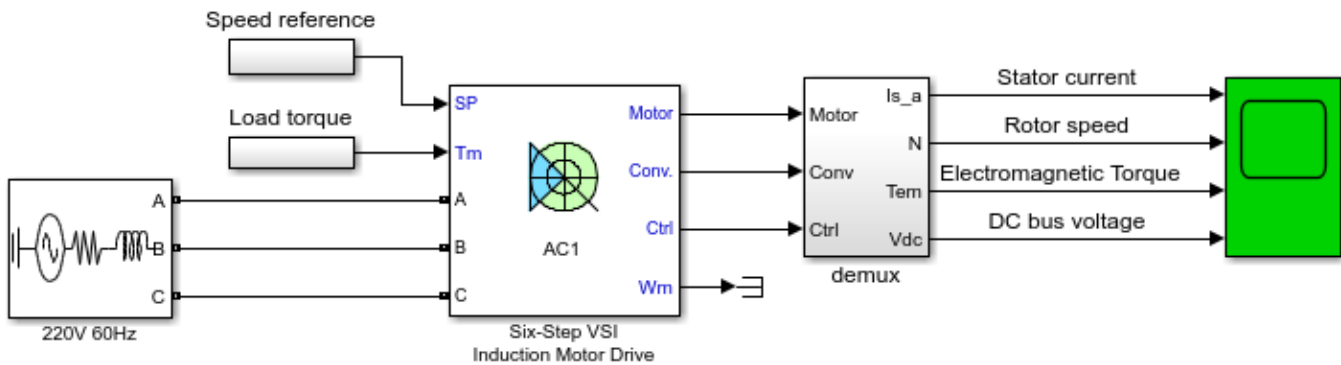 Speed reference
Load torque
A
B
C
220V 60Hz
SP
Tm
A
B
C
Motor
Conv.
Ctrl
Wm
AC1
Six-Step VSI
Induction Motor Drive
Motor
Conv
Ctrl
Is_a
N
Tem
Vdc
demux
Stator current
Rotor speed
Electromagnetic Torque
DC bus voltage